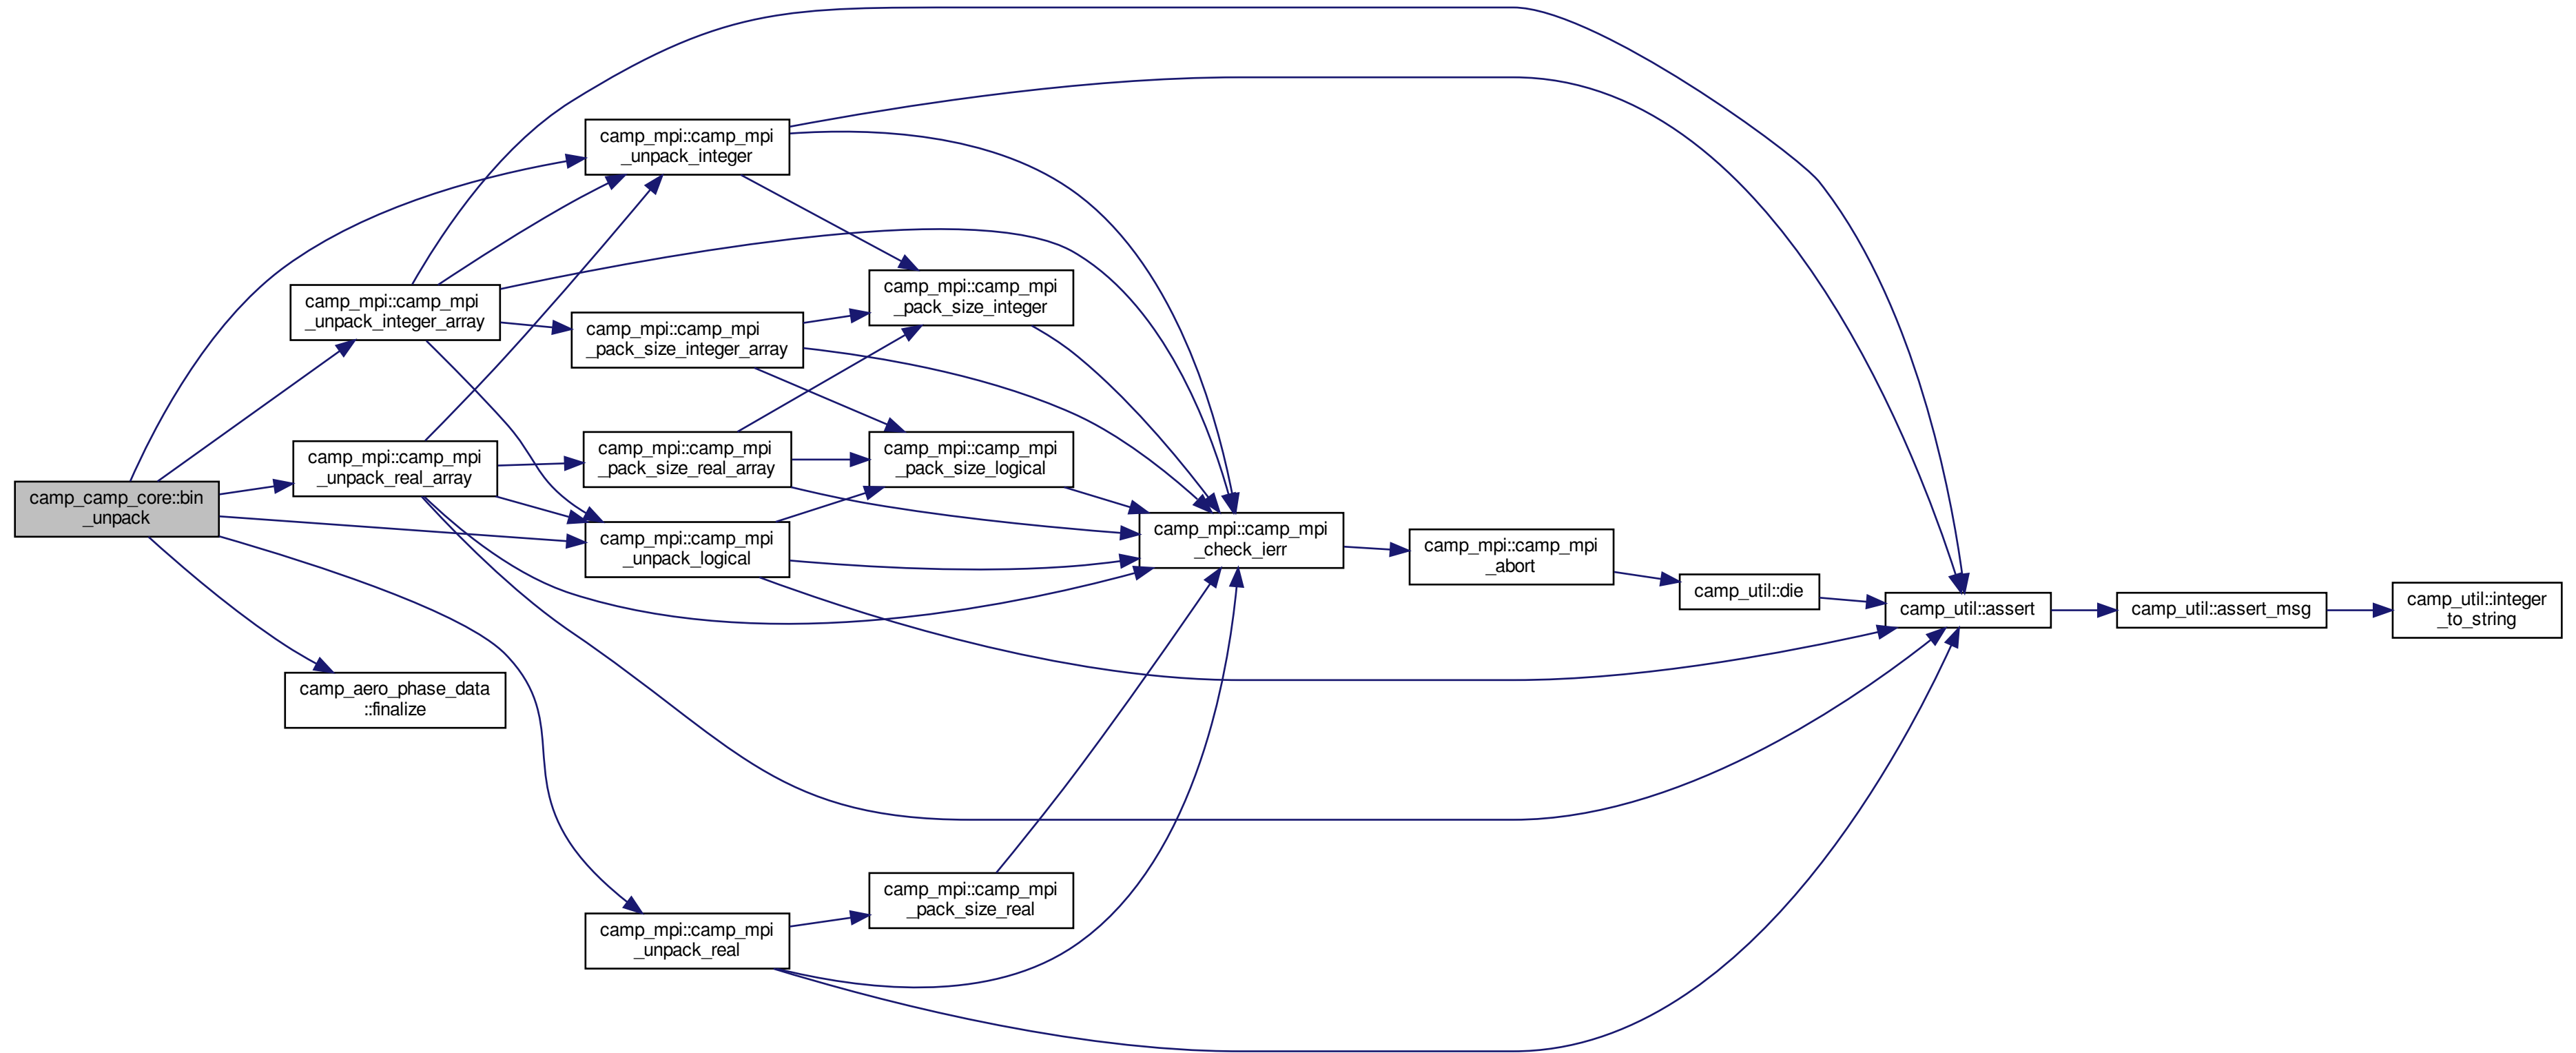 camp_camp_core::bin
_unpack
camp_mpi::camp_mpi
_unpack_integer_array
camp_mpi::camp_mpi
_unpack_real_array
camp_aero_phase_data
::finalize
camp_mpi::camp_mpi
_unpack_integer
camp_mpi::camp_mpi
_pack_size_integer_array
camp_mpi::camp_mpi
_pack_size_real_array
camp_mpi::camp_mpi
_unpack_logical
camp_mpi::camp_mpi
_unpack_real
camp_mpi::camp_mpi
_pack_size_integer
camp_mpi::camp_mpi
_pack_size_logical
camp_mpi::camp_mpi
_pack_size_real
camp_mpi::camp_mpi
_check_ierr
camp_mpi::camp_mpi
_abort
camp_util::die
camp_util::assert
camp_util::assert_msg
camp_util::integer
_to_string